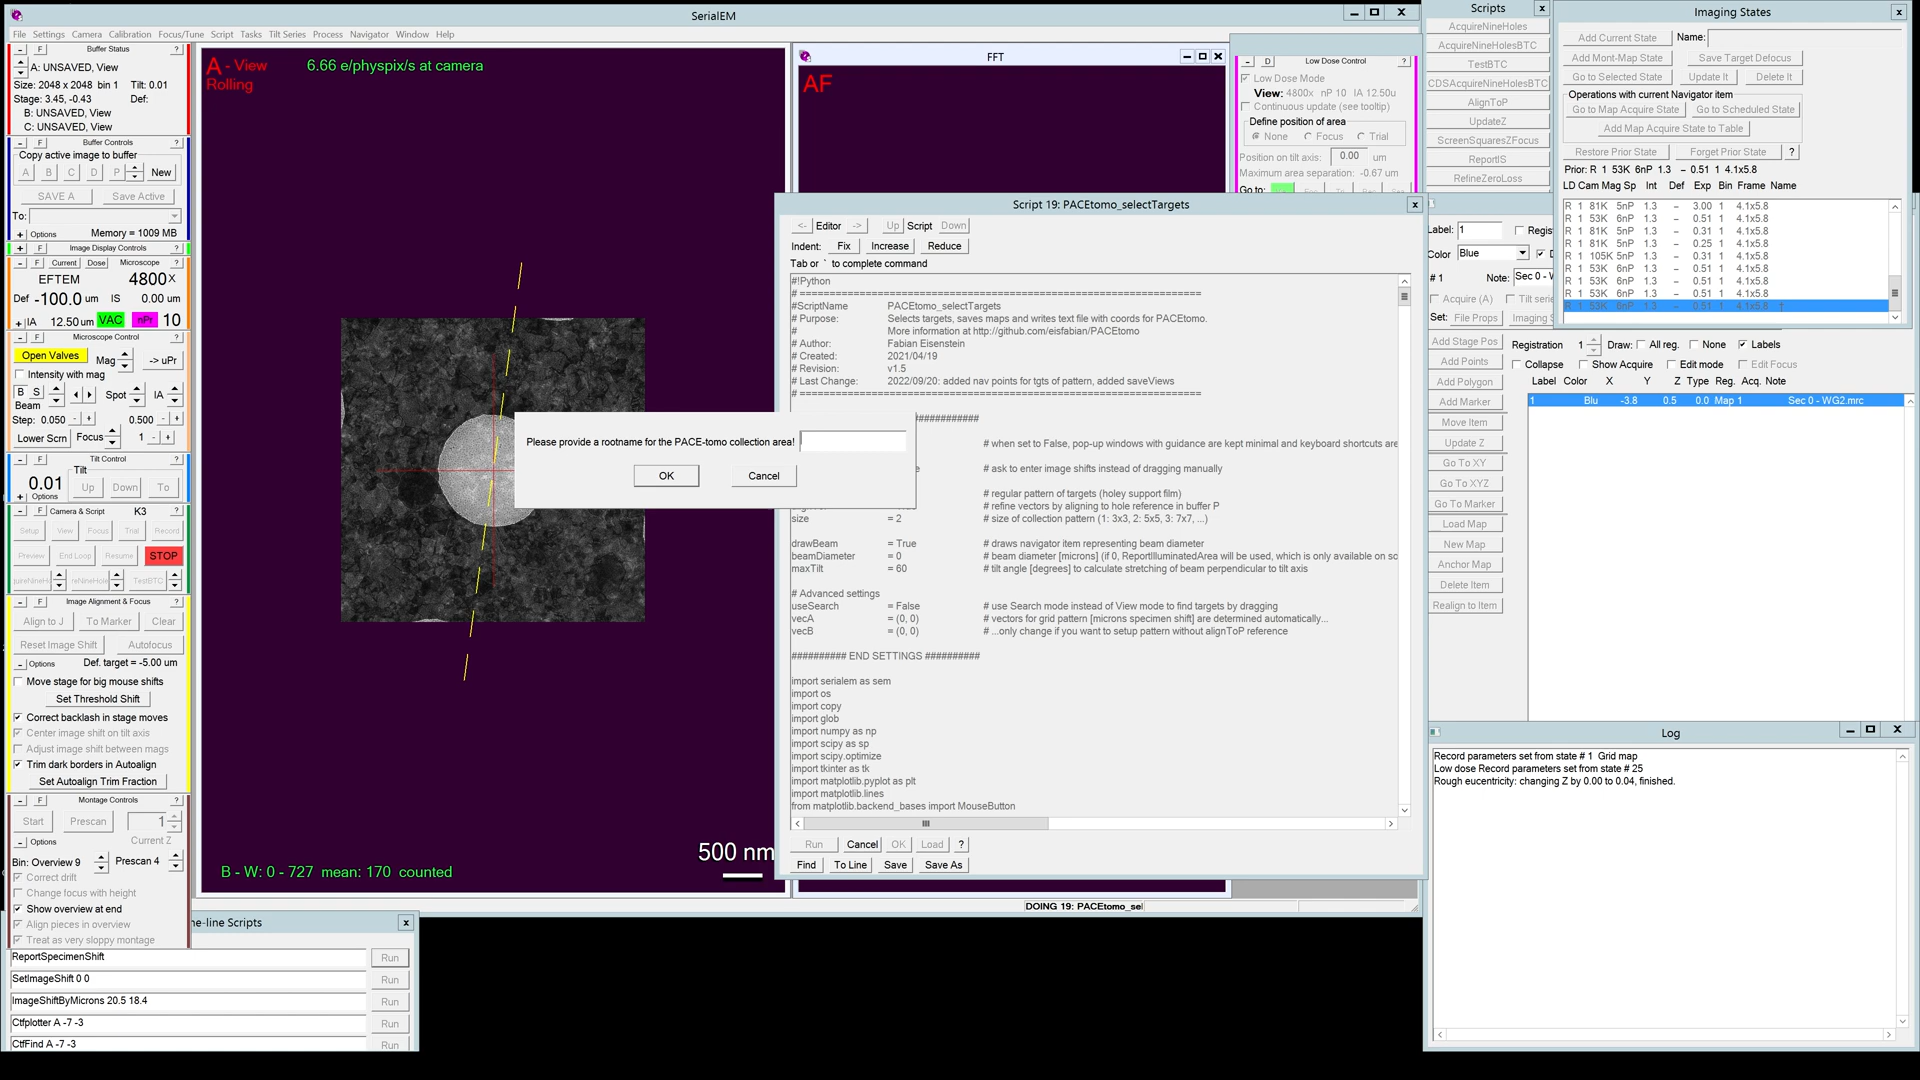 SerialEM
File Settings Camera Calibration Focus/Tune Script Tasks Tilt Series Process Navigator Window Help
- F Buffer Status ?
A: UNSAVED, View
Size: 2048 x 2048 bin 1 Tilt: 0.01
Stage: 3.45, -0.43 Def:
B: UNSAVED, View
C: UNSAVED, View
- F Buffer Controls ?
Copy active image to buffer
A B C D P New
SAVE A Save Active
To:
+ Options Memory = 1009 MB
+ Image Display Controls ?
- F Current Dose Microscope ?
EFTEM 4800X
Def -100.0 um IS 0.00 um
+ IA 12.50 um VAC nPr 10
- F Microscope Control ?
Open Valves Mag -> uPr
Intensity with mag
B S Spot IA
Beam
Step: 0.050 - + 0.500 - +
Lower Scrn Focus 1 - +
- F Tilt Control ?
Tilt
0.01 Up Down To
+ Options
- F Camera & Script K3 ?
Setup View Focus Trial Record
Preview End Loop Resume STOP
quireNineH reNineHole TestBTC
- F Image Alignment & Focus ?
Align to J To Marker Clear
Reset Image Shift Autofocus
- Options Def. target = -5.00 um
Move stage for big mouse shifts
Set Threshold Shift
Correct backlash in stage moves
Center image shift on tilt axis
Adjust image shift between mags
Trim dark borders in Autoalign
Set Autoalign Trim Fraction
- F Montage Controls ?
Start Prescan 1
Current Z
- Options
Bin: Overview 9 Prescan 4
Correct drift
Change focus with height
Show overview at end
Align pieces in overview
Treat as very sloppy montage
ne-line Scripts x
ReportSpecimenShift Run
SetImageShift 0 0 Run
ImageShiftByMicrons 20.5 18.4 Run
Ctfplotter A -7 -3 Run
CtfFind A -7 -3 Run
A - View
Rolling
6.66 e/physpix/s at camera
500 nm
B - W: 0 - 727 mean: 170 counted
FFT
AF
Please provide a rootname for the PACE-tomo collection area!
OK Cancel
- D Low Dose Control ?
Low Dose Mode
View: 4800x nP 10 IA 12.50u
Continuous update (see tooltip)
Define position of area
None Focus Trial
Position on tilt axis: 0.00 um
Maximum area separation: -0.67 um
Go to:
Script 19: PACEtomo_selectTargets
<- Editor -> Up Script Down
Indent: Fix Increase Reduce
Tab or ` to complete command
#!Python
# ===================================================================
#ScriptName PACEtomo_selectTargets
# Purpose: Selects targets, saves maps and writes text file with coords for PACEtomo.
# More information at http://github.com/eisfabian/PACEtomo
# Author: Fabian Eisenstein
# Created: 2021/04/19
# Revision: v1.5
# Last Change: 2022/09/20: added nav points for tgts of pattern, added saveViews
# ===================================================================
############
# when set to False, pop-up windows with guidance are kept minimal and keyboard shortcuts are
e # ask to enter image shifts instead of dragging manually
# regular pattern of targets (holey support film)
# refine vectors by aligning to hole reference in buffer P
size = 2 # size of collection pattern (1: 3x3, 2: 5x5, 3: 7x7, ...)
drawBeam = True # draws navigator item representing beam diameter
beamDiameter = 0 # beam diameter [microns] (if 0, ReportIlluminatedArea will be used, which is only available on sc
maxTilt = 60 # tilt angle [degrees] to calculate stretching of beam perpendicular to tilt axis
# Advanced settings
useSearch = False # use Search mode instead of View mode to find targets by dragging
vecA = (0, 0) # vectors for grid pattern [microns specimen shift] are determined automatically...
vecB = (0, 0) # ...only change if you want to setup pattern without alignToP reference
########## END SETTINGS ##########
import serialem as sem
import os
import copy
import glob
import numpy as np
import scipy as sp
import scipy.optimize
import tkinter as tk
import matplotlib.pyplot as plt
import matplotlib.lines
from matplotlib.backend_bases import MouseButton
Run Cancel OK Load ?
Find To Line Save Save As
DOING 19: PACEtomo_sel
Scripts x
AcquireNineHoles
AcquireNineHolesBTC
TestBTC
CDSAcquireNineHolesBTC
AlignToP
UpdateZ
ScreenSquaresZFocus
ReportIS
RefineZeroLoss
Imaging States x
Add Current State Name:
Add Mont-Map State Save Target Defocus
Go to Selected State Update It Delete It
Operations with current Navigator item
Go to Map Acquire State Go to Scheduled State
Add Map Acquire State to Table
Restore Prior State Forget Prior State ?
Prior: R 1 53K 6nP 1.3 – 0.51 1 4.1x5.8
LD Cam Mag Sp Int Def Exp Bin Frame Name
R 1 81K 5nP 1.3 – 3.00 1 4.1x5.8
R 1 53K 6nP 1.3 – 0.51 1 4.1x5.8
R 1 81K 5nP 1.3 – 0.31 1 4.1x5.8
R 1 81K 5nP 1.3 – 0.25 1 4.1x5.8
R 1 105K 5nP 1.3 – 0.31 1 4.1x5.8
R 1 53K 6nP 1.3 – 0.51 1 4.1x5.8
R 1 53K 6nP 1.3 – 0.51 1 4.1x5.8
R 1 53K 6nP 1.3 – 0.51 1 4.1x5.8
R 1 53K 6nP 1.3 – 0.51 1 4.1x5.8 †
Label: 1 Regis
Color Blue D
# 1 Note: Sec 0 - W
Acquire (A) Tilt serie
Set: File Props Imaging S
Add Stage Pos Registration 1 Draw: All reg. None Labels
Add Points Collapse Show Acquire Edit mode Edit Focus
Add Polygon Label Color X Y Z Type Reg. Acq. Note
Add Marker 1 Blu -3.8 0.5 0.0 Map 1 Sec 0 - WG2.mrc
Move Item
Update Z
Go To XY
Go To XYZ
Go To Marker
Load Map
New Map
Anchor Map
Delete Item
Realign to Item
Log
Record parameters set from state # 1 Grid map
Low dose Record parameters set from state # 25
Rough eucentricity: changing Z by 0.00 to 0.04, finished.